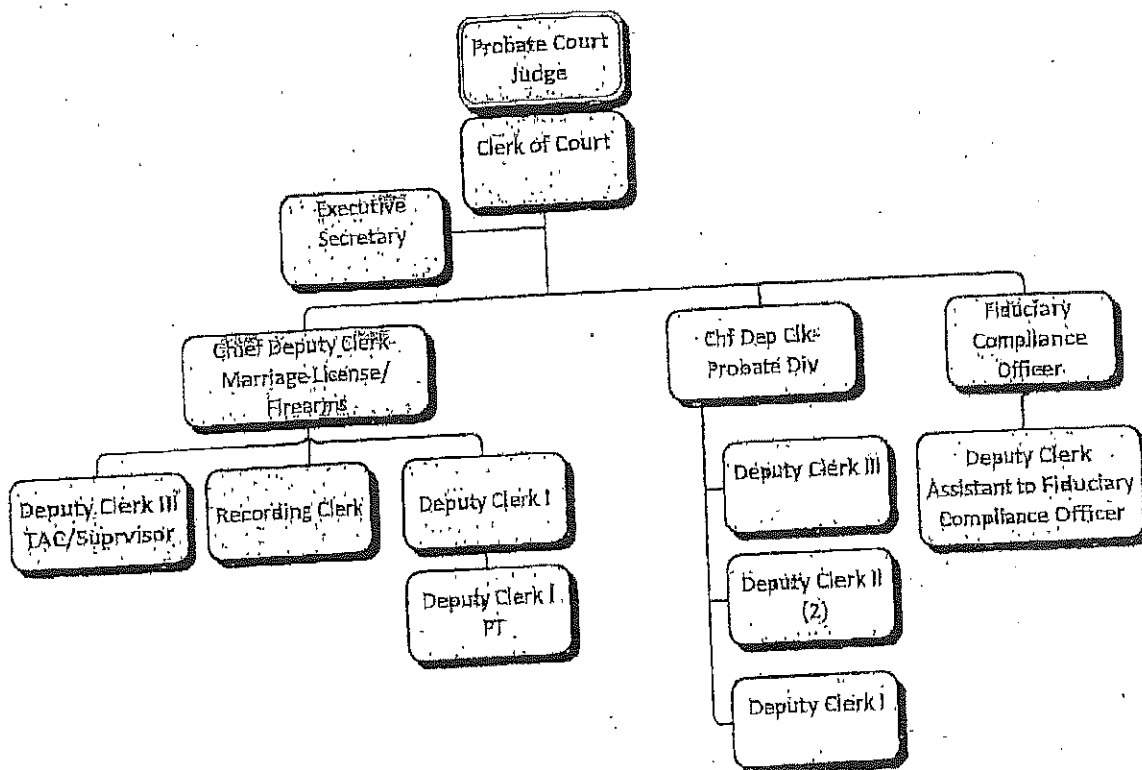 Probate Court
Judge
Clerk of Court
Executive
Secretary
Chief Deputy Clerk-
Marriage License/
Firearms
Chf Dep Clk-
Probate Div
Fiduciary
Compliance
Officer
Deputy Clerk III
TAC/Suprvisor
Recording Clerk
Deputy Clerk I
Deputy Clerk I
PT
Deputy Clerk III
Deputy Clerk II
(2)
Deputy Clerk I
Deputy Clerk
Assistant to Fiduciary
Compliance Officer